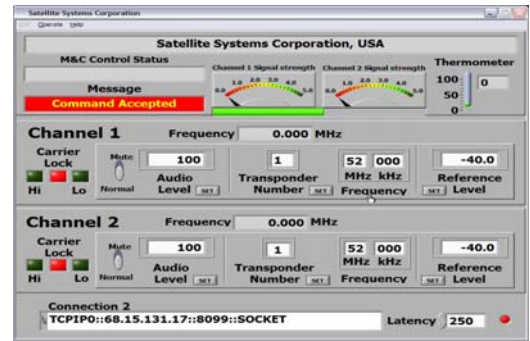 Satellite Systems Corporation
Operate Help
Satellite Systems Corporation, USA
M&C Control Status
Message
Command Accepted
Channel 1 Signal strength
0.0 1.0 2.0 3.0 4.0 5.0
Channel 2 Signal strength
0.0 1.0 2.0 3.0 4.0 5.0
Thermometer
100
50
0
0
Channel 1
Frequency 0.000 MHz
Carrier Lock
Hi Lo
Mute
Normal
100
Audio Level SET
1
Transponder Number SET
52 000
MHz kHz
Frequency
-40.0
SET Reference Level
Channel 2
Frequency 0.000 MHz
Carrier Lock
Hi Lo
Mute
Normal
100
Audio Level SET
1
Transponder Number SET
52 000
MHz kHz
Frequency
-40.0
SET Reference Level
Connection 2
TCPIP0::68.15.131.17::8099::SOCKET
Latency 250